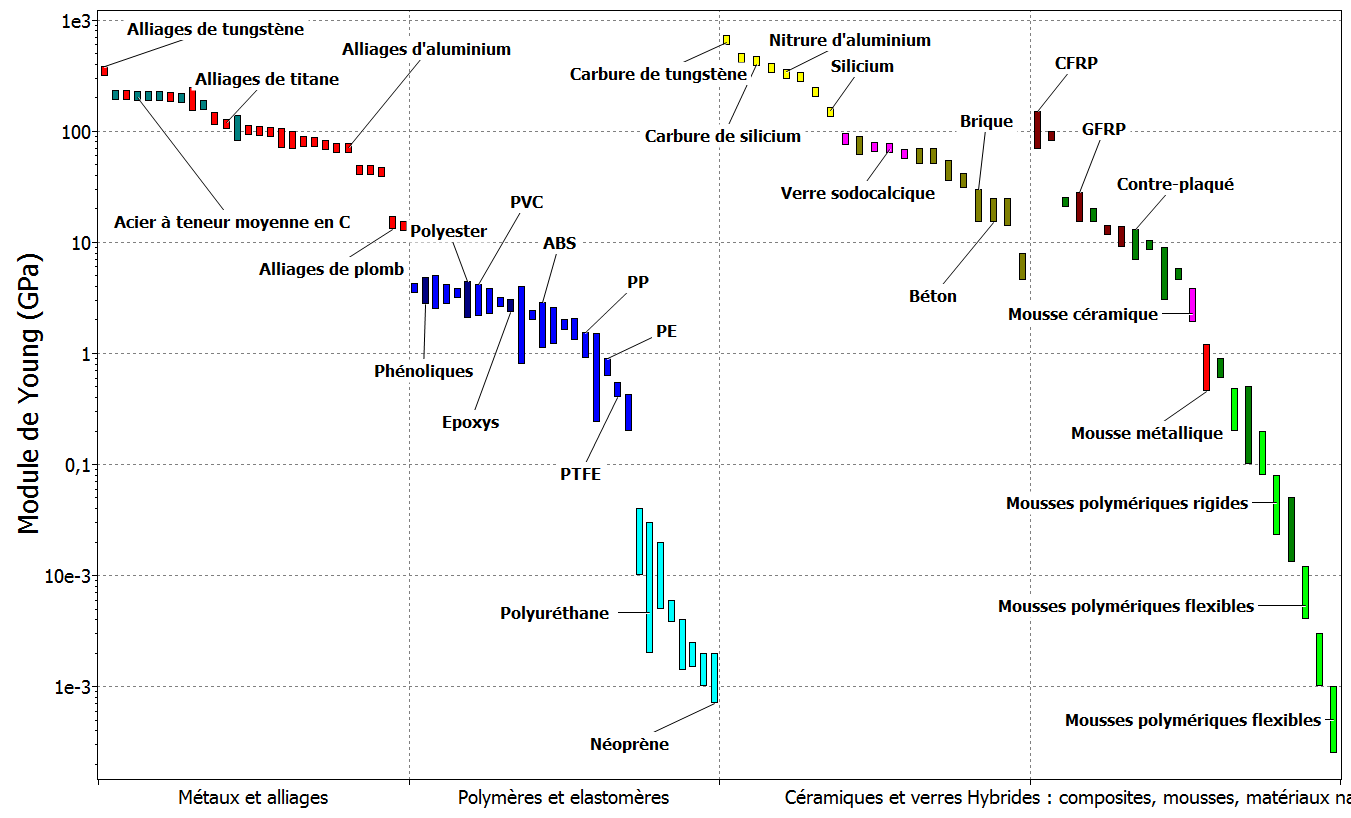 1e3
Alliages de tungstène
Alliages d'aluminium
Nitrure d'aluminium
Carbure de tungstène
Silicium
CFRP
Alliages de titane
Carbure de silicium
100
Brique
GFRP
Contre-plaqué
Verre sodocalcique
Acier à teneur moyenne en C
PVC
Polyester
ABS
10
Alliages de plomb
PP
Béton
Mousse céramique
PE
1
Phénoliques
Epoxys
Mousse métallique
PTFE
0,1
Mousses polymériques rigides
10e-3
Polyuréthane
Mousses polymériques flexibles
1e-3
Mousses polymériques flexibles
Néoprène
Module de Young (GPa)
Métaux et alliages
Polymères et elastomères
Céramiques et verres
Hybrides : composites, mousses, matériaux na